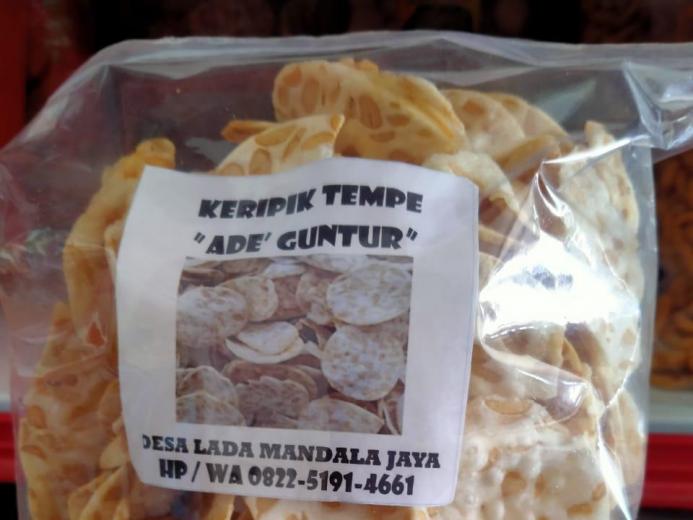 KERIPIK TEMPE
"ADE' GUNTUR"
DESA LADA MANDALA JAYA
HP / WA 0822-5191-4661